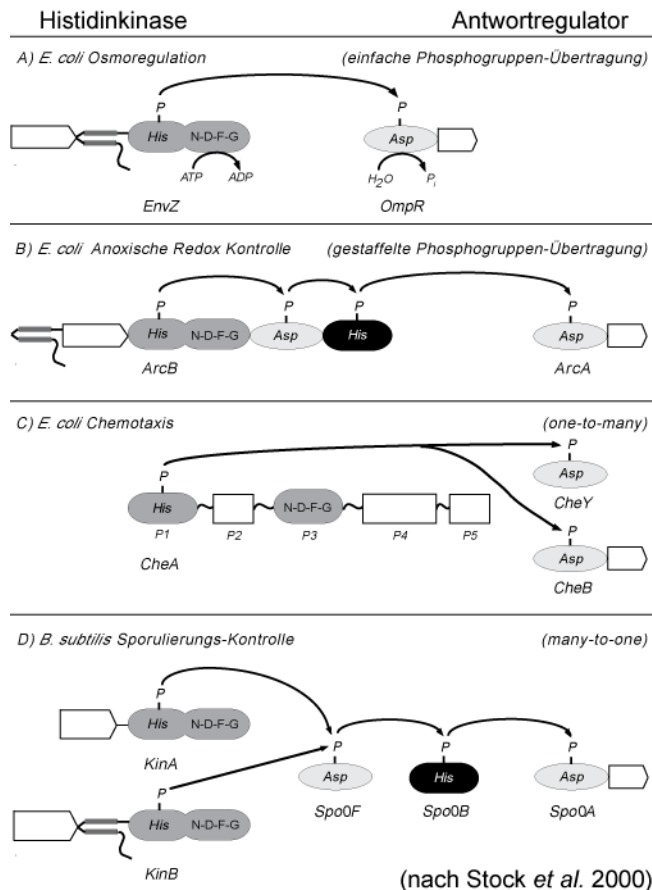 Histidinkinase Antwortregulator
A) E. coli Osmoregulation (einfache Phosphogruppen-Übertragung)
P P
His N-D-F-G Asp
ATP ADP H2O Pi
EnvZ OmpR
B) E. coli Anoxische Redox Kontrolle (gestaffelte Phosphogruppen-Übertragung)
P P P P
His N-D-F-G Asp His Asp
ArcB ArcA
C) E. coli Chemotaxis (one-to-many)
P P
Asp
His N-D-F-G CheY
P1 P2 P3 P4 P5 P
CheA Asp
CheB
D) B. subtilis Sporulierungs-Kontrolle (many-to-one)
P
His N-D-F-G P P P
KinA Asp His Asp
P Spo0F Spo0B Spo0A
His N-D-F-G
KinB
(nach Stock et al. 2000)